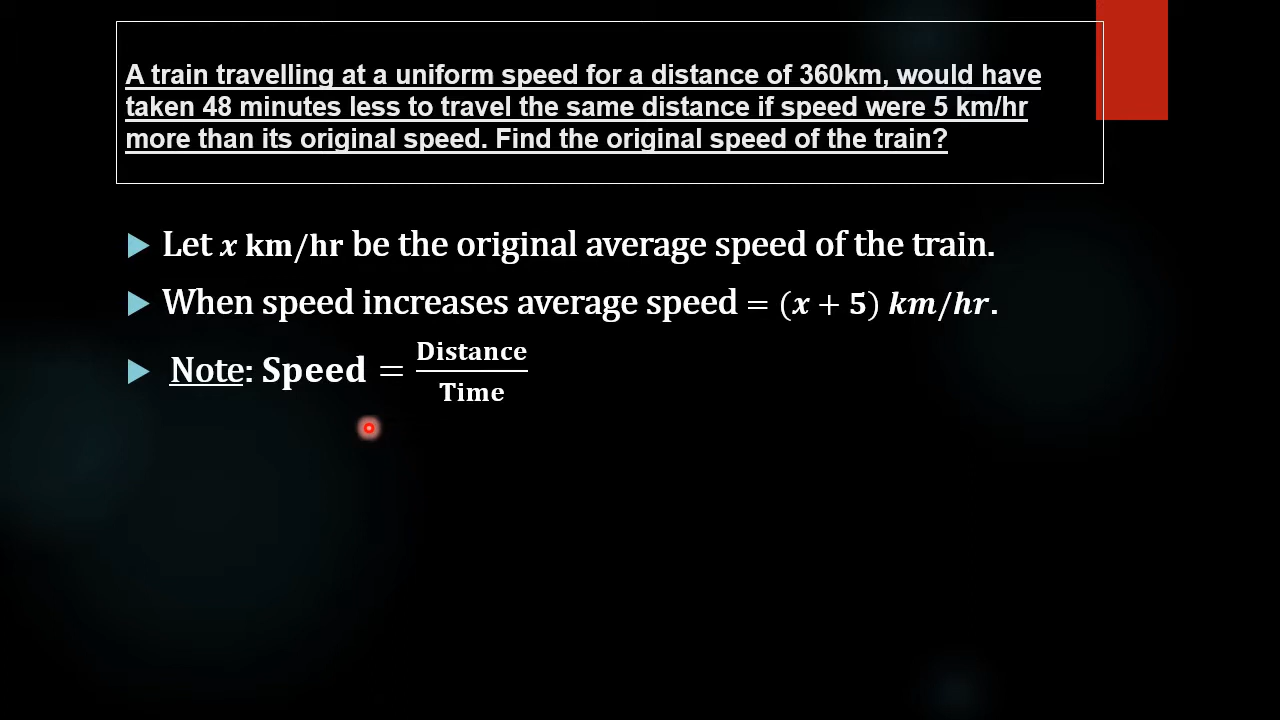 A train travelling at a uniform speed for a distance of 360km, would have
taken 48 minutes less to travel the same distance if speed were 5 km/hr
more than its original speed. Find the original speed of the train?
Let x km/hr be the original average speed of the train.
When speed increases average speed = (x + 5) km/hr.
Note: Speed = Distance/Time